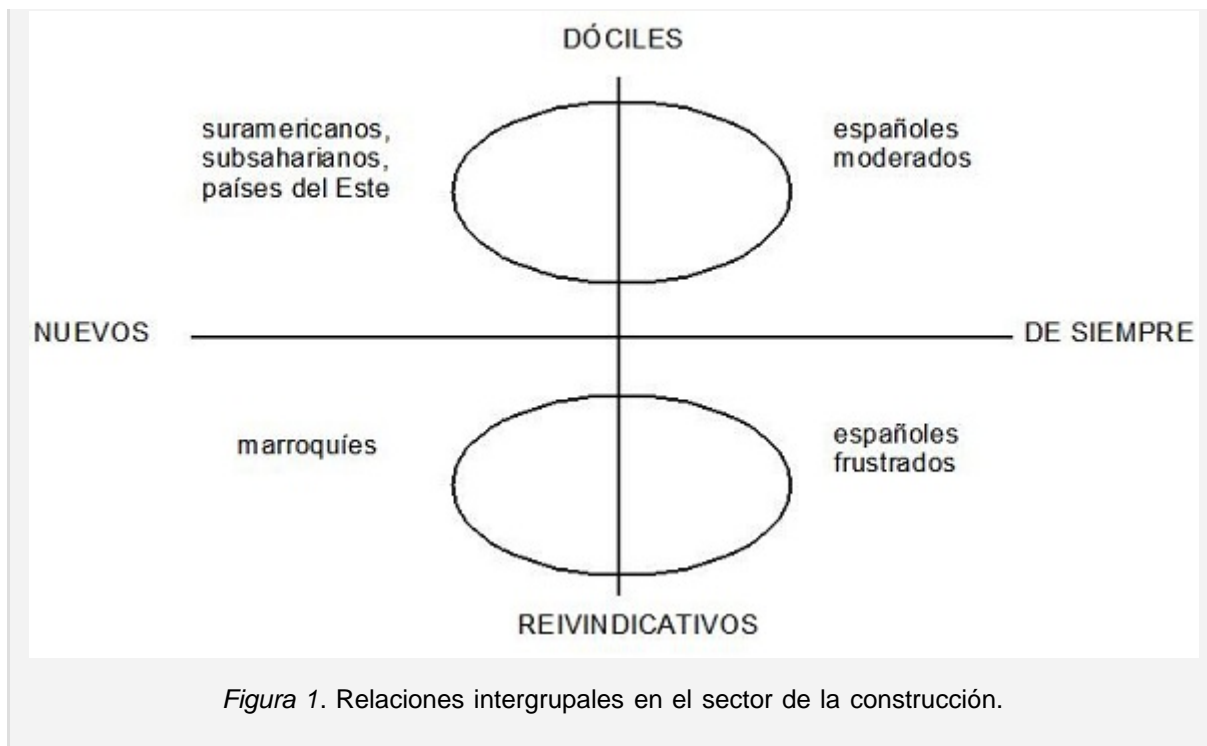 DÓCILES
suramericanos,
subsaharianos,
países del Este
españoles
moderados
NUEVOS
DE SIEMPRE
marroquíes
españoles
frustrados
REIVINDICATIVOS
Figura 1. Relaciones intergrupales en el sector de la construcción.